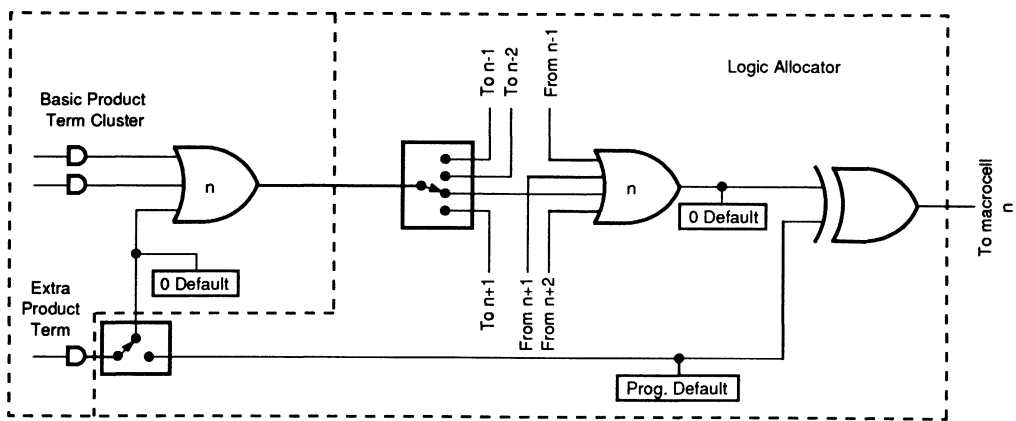 To n-1
To n-2
From n-1
Logic Allocator
Basic Product
Term Cluster
n
n
0 Default
To macrocell
n
0 Default
Extra
Product
Term
To n+1
From n+1
From n+2
Prog. Default